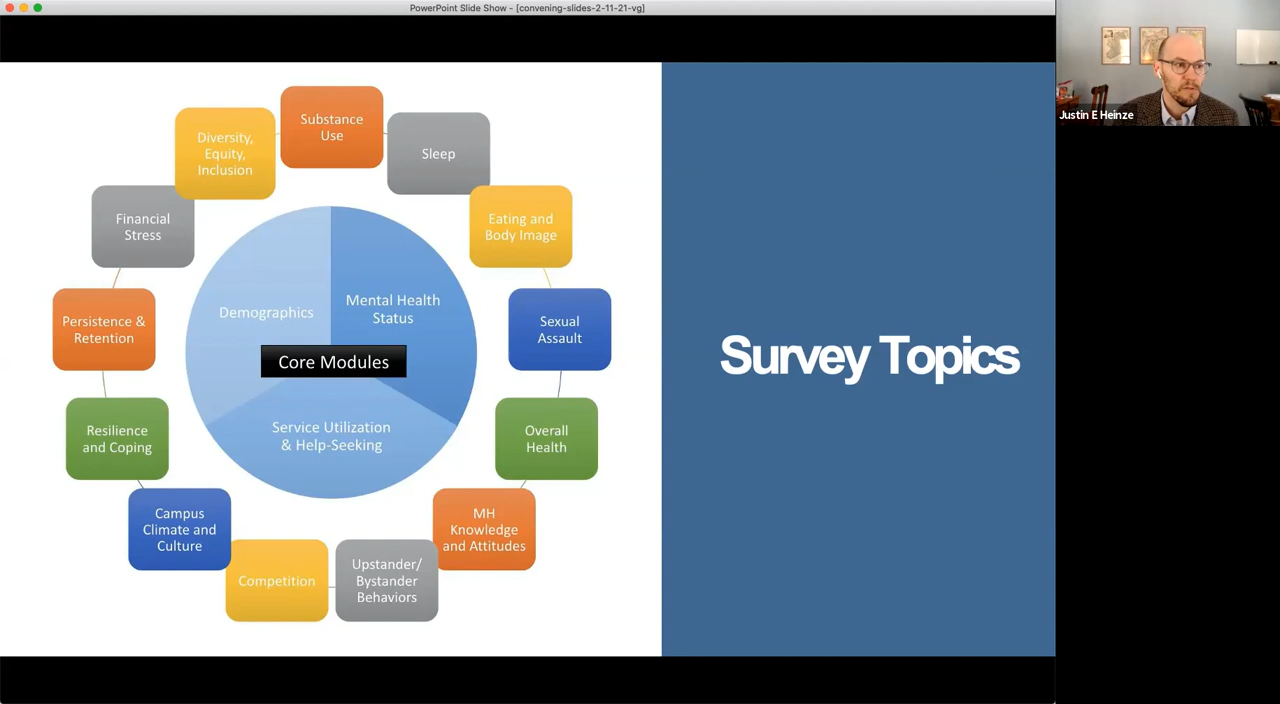 PowerPoint Slide Show - [convening-slides-2-11-21-vg]
Justin E Heinze
Substance
Use
Sleep
Eating and
Body Image
Sexual
Assault
Overall
Health
MH
Knowledge
and Attitudes
Upstander/
Bystander
Behaviors
Competition
Campus
Climate and
Culture
Resilience
and Coping
Persistence &
Retention
Financial
Stress
Diversity,
Equity,
Inclusion
Demographics
Mental Health
Status
Core Modules
Service Utilization
& Help-Seeking
Survey Topics